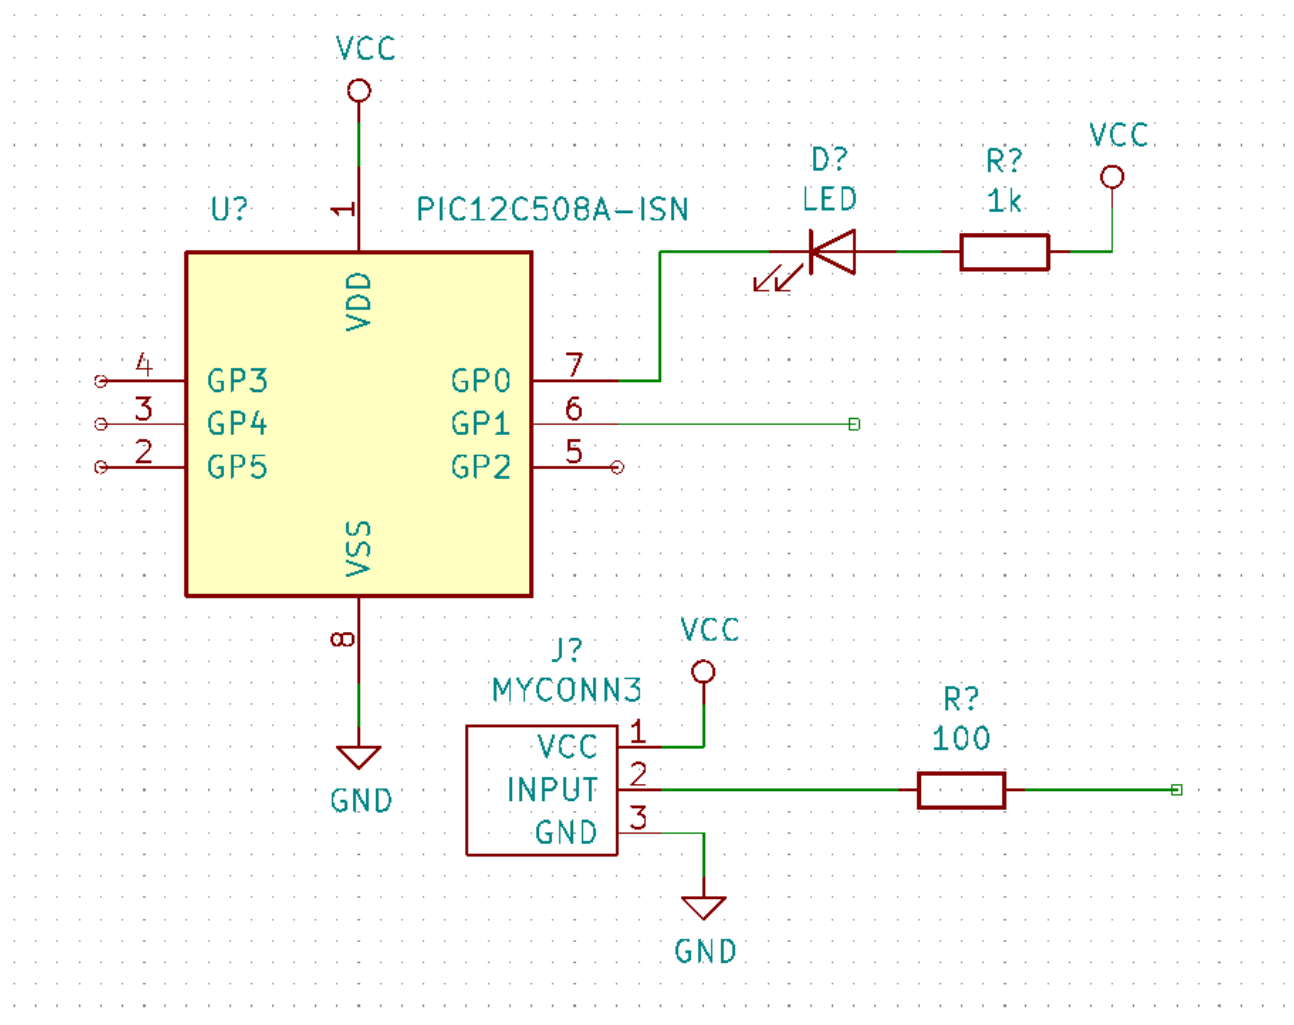 VCC
VCC
D?
R?
LED
1k
U?
1
PIC12C508A-ISN
VDD
4
7
GP3
GP0
3
6
GP4
GP1
2
5
GP5
GP2
VSS
8
VCC
J?
MYCONN3
R?
1
100
VCC
2
INPUT
GND
3
GND
GND